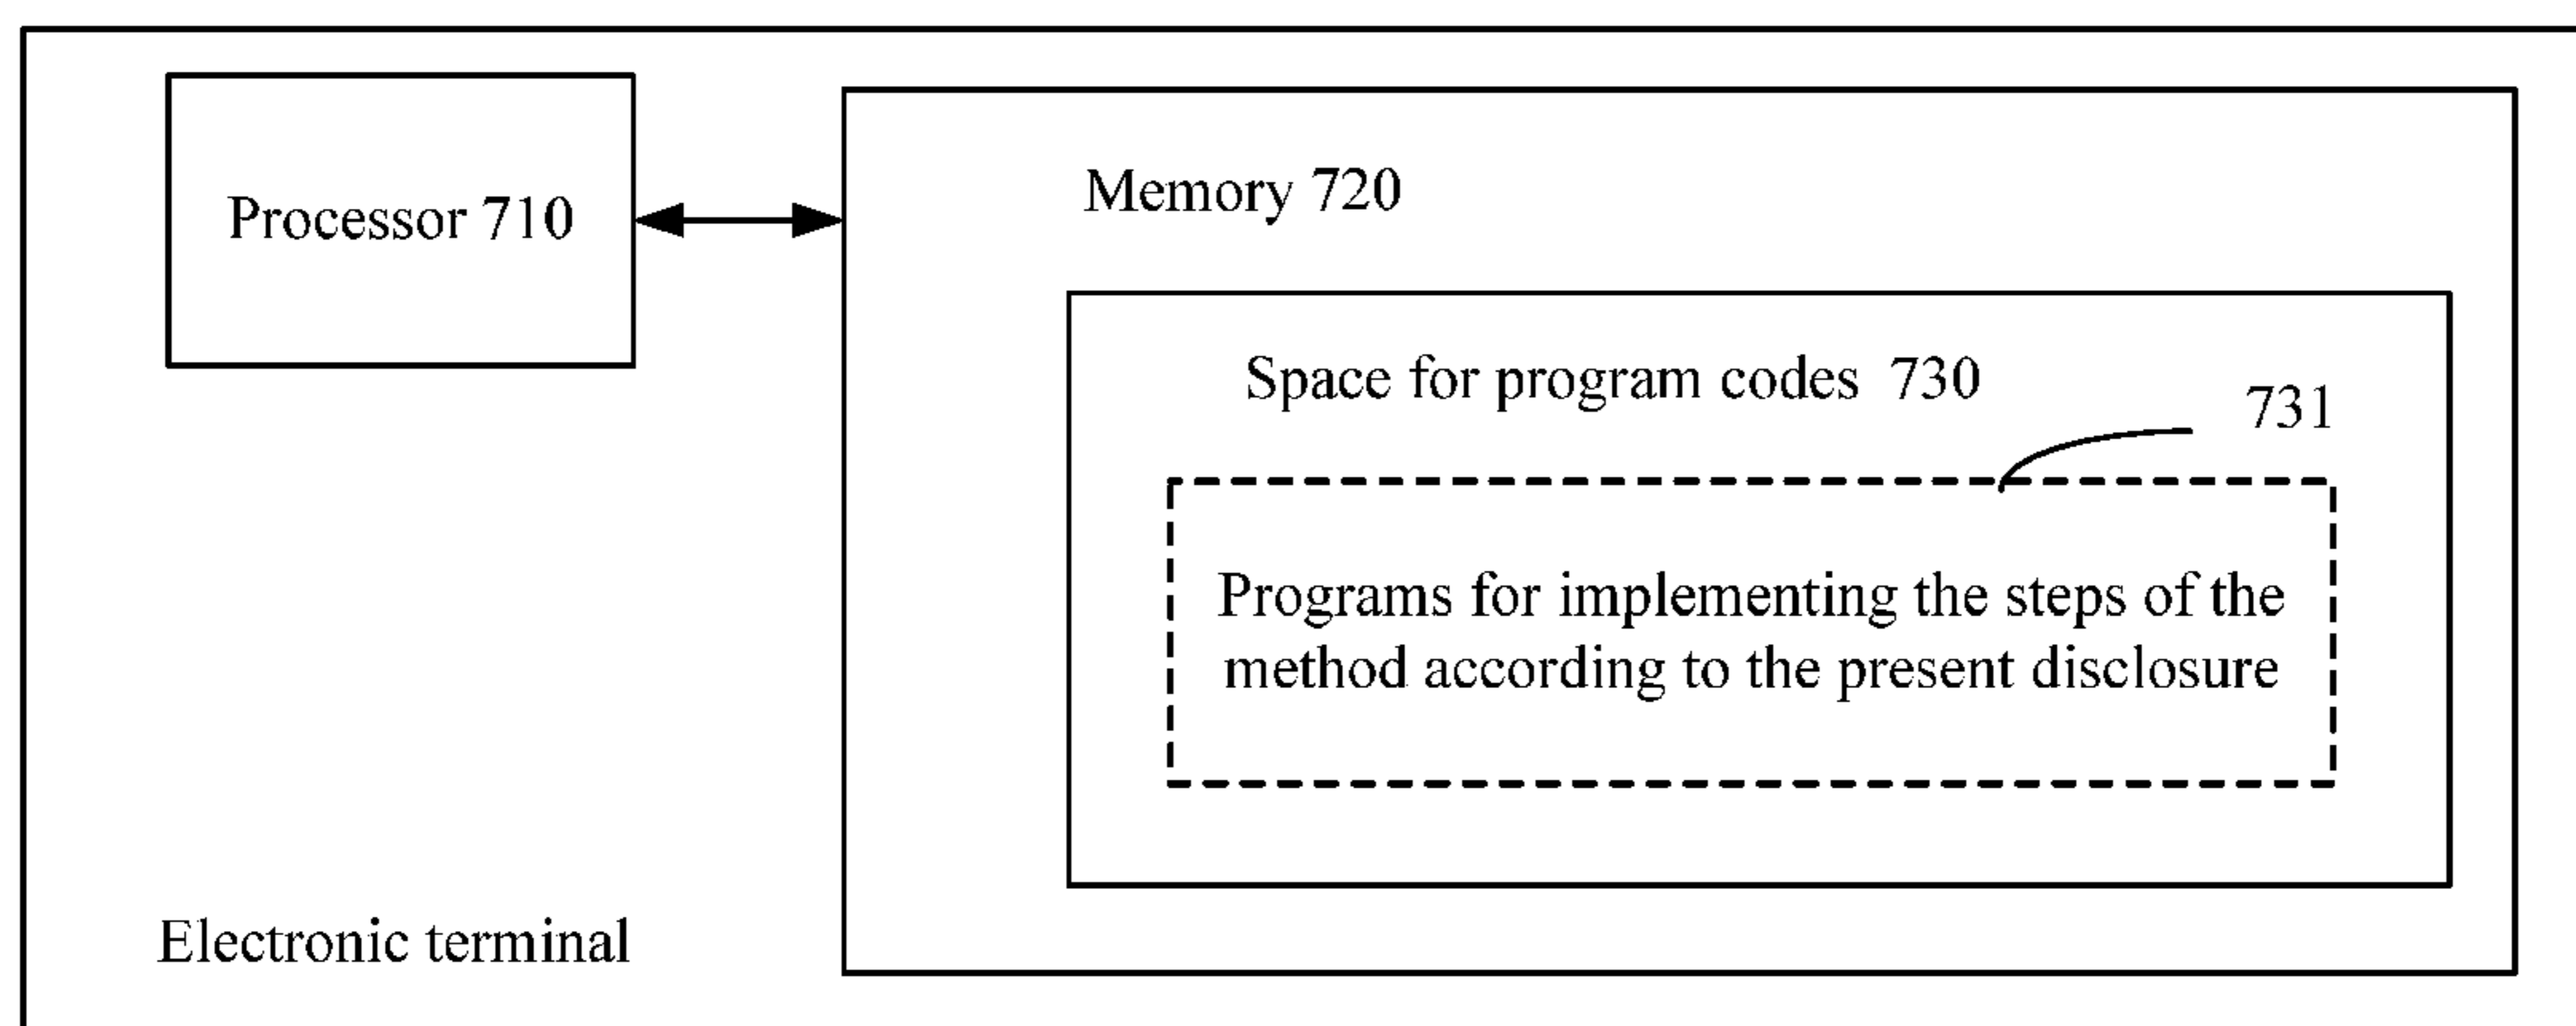 Processor 710
Memory 720
Space for program codes 730
731
Programs for implementing the steps of the
method according to the present disclosure
Electronic terminal